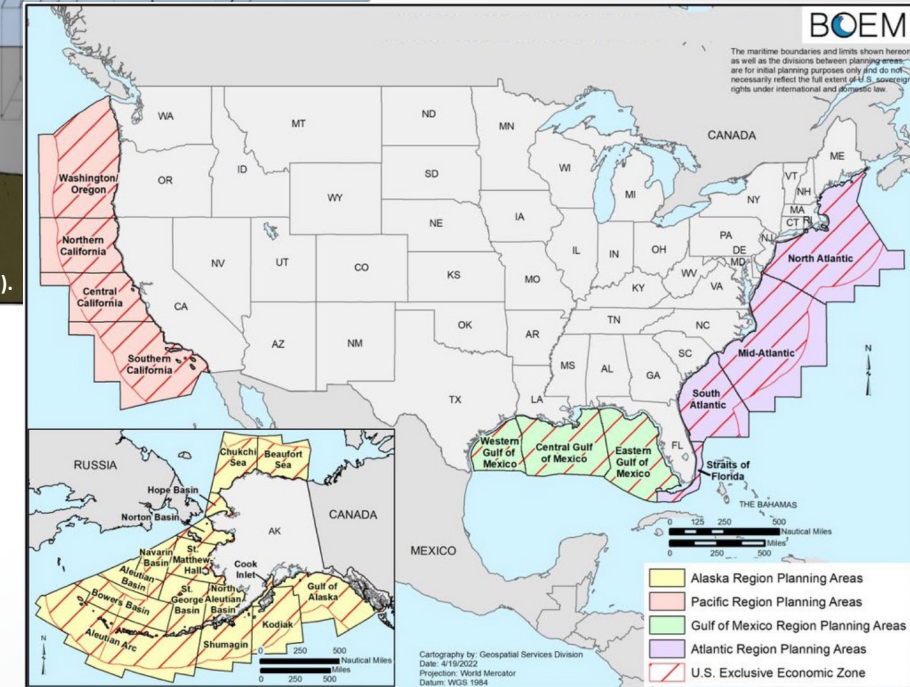 ).
BOEM
The maritime boundaries and limits shown hereon
as well as the divisions between planning areas
are for initial planning purposes only and do not
necessarily reflect the full extent of U.S. sovereign
rights under international and domestic law.
CANADA
WA
MT
ND
MN
ME
OR
ID
SD
WI
MI
VT
NH
NY
MA
CT
RI
WY
IA
NE
PA
NJ
NV
UT
CO
IL
IN
OH
DE
MD
WV
VA
KS
MO
KY
CA
AZ
NM
OK
AR
TN
NC
SC
MS
AL
GA
TX
LA
FL
Washington/
Oregon
Northern
California
Central
California
Southern
California
North Atlantic
Mid-Atlantic
South
Atlantic
Western
Gulf of
Mexico
Central Gulf
of Mexico
Eastern
Gulf of
Mexico
Straits of
Florida
THE BAHAMAS
MEXICO
N
0 125 250 500
Nautical Miles
500
Miles
RUSSIA
Chukchi
Sea
Beaufort
Sea
Hope Basin
Norton Basin
AK
CANADA
Navarin
Basin
St.
Matthew-
Hall
Aleutian
Basin
Cook
Inlet
Gulf of
Alaska
Bowers Basin
St.
George
Basin
North
Aleutian
Basin
Kodiak
Aleutian Arc
Shumagin
N
0 250 500
Nautical Miles
0 250 500
Miles
Cartography by: Geospatial Services Division
Date: 4/19/2022
Projection: World Mercator
Datum: WGS 1984
Alaska Region Planning Areas
Pacific Region Planning Areas
Gulf of Mexico Region Planning Areas
Atlantic Region Planning Areas
U.S. Exclusive Economic Zone